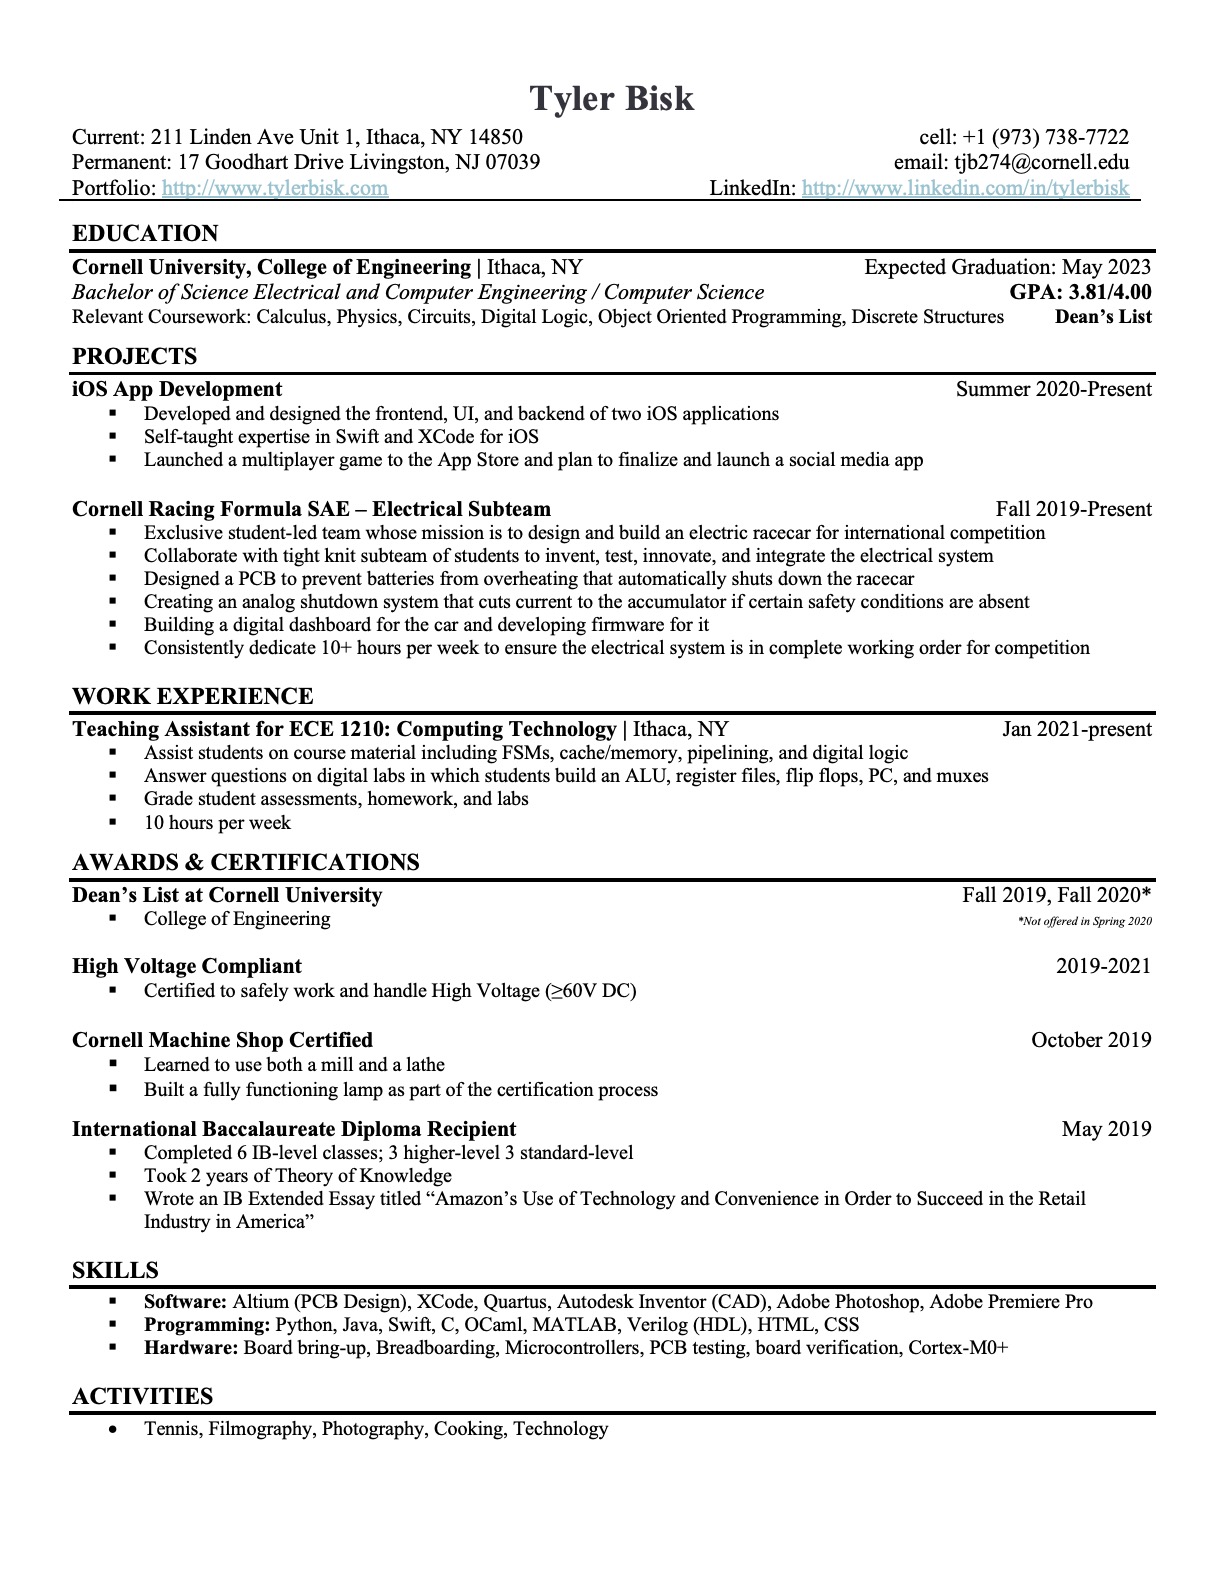 Tyler Bisk
Current: 211 Linden Ave Unit 1, Ithaca, NY 14850 cell: +1 (973) 738-7722
Permanent: 17 Goodhart Drive Livingston, NJ 07039 email: tjb274@cornell.edu
Portfolio: http://www.tylerbisk.com LinkedIn: http://www.linkedin.com/in/tylerbisk
EDUCATION
Cornell University, College of Engineering | Ithaca, NY Expected Graduation: May 2023
Bachelor of Science Electrical and Computer Engineering / Computer Science GPA: 3.81/4.00
Relevant Coursework: Calculus, Physics, Circuits, Digital Logic, Object Oriented Programming, Discrete Structures Dean’s List
PROJECTS
iOS App Development Summer 2020-Present
▪ Developed and designed the frontend, UI, and backend of two iOS applications
▪ Self-taught expertise in Swift and XCode for iOS
▪ Launched a multiplayer game to the App Store and plan to finalize and launch a social media app
Cornell Racing Formula SAE – Electrical Subteam Fall 2019-Present
▪ Exclusive student-led team whose mission is to design and build an electric racecar for international competition
▪ Collaborate with tight knit subteam of students to invent, test, innovate, and integrate the electrical system
▪ Designed a PCB to prevent batteries from overheating that automatically shuts down the racecar
▪ Creating an analog shutdown system that cuts current to the accumulator if certain safety conditions are absent
▪ Building a digital dashboard for the car and developing firmware for it
▪ Consistently dedicate 10+ hours per week to ensure the electrical system is in complete working order for competition
WORK EXPERIENCE
Teaching Assistant for ECE 1210: Computing Technology | Ithaca, NY Jan 2021-present
▪ Assist students on course material including FSMs, cache/memory, pipelining, and digital logic
▪ Answer questions on digital labs in which students build an ALU, register files, flip flops, PC, and muxes
▪ Grade student assessments, homework, and labs
▪ 10 hours per week
AWARDS & CERTIFICATIONS
Dean’s List at Cornell University Fall 2019, Fall 2020*
▪ College of Engineering *Not offered in Spring 2020
High Voltage Compliant 2019-2021
▪ Certified to safely work and handle High Voltage (≥60V DC)
Cornell Machine Shop Certified October 2019
▪ Learned to use both a mill and a lathe
▪ Built a fully functioning lamp as part of the certification process
International Baccalaureate Diploma Recipient May 2019
▪ Completed 6 IB-level classes; 3 higher-level 3 standard-level
▪ Took 2 years of Theory of Knowledge
▪ Wrote an IB Extended Essay titled “Amazon’s Use of Technology and Convenience in Order to Succeed in the Retail
Industry in America”
SKILLS
▪ Software: Altium (PCB Design), XCode, Quartus, Autodesk Inventor (CAD), Adobe Photoshop, Adobe Premiere Pro
▪ Programming: Python, Java, Swift, C, OCaml, MATLAB, Verilog (HDL), HTML, CSS
▪ Hardware: Board bring-up, Breadboarding, Microcontrollers, PCB testing, board verification, Cortex-M0+
ACTIVITIES
• Tennis, Filmography, Photography, Cooking, Technology